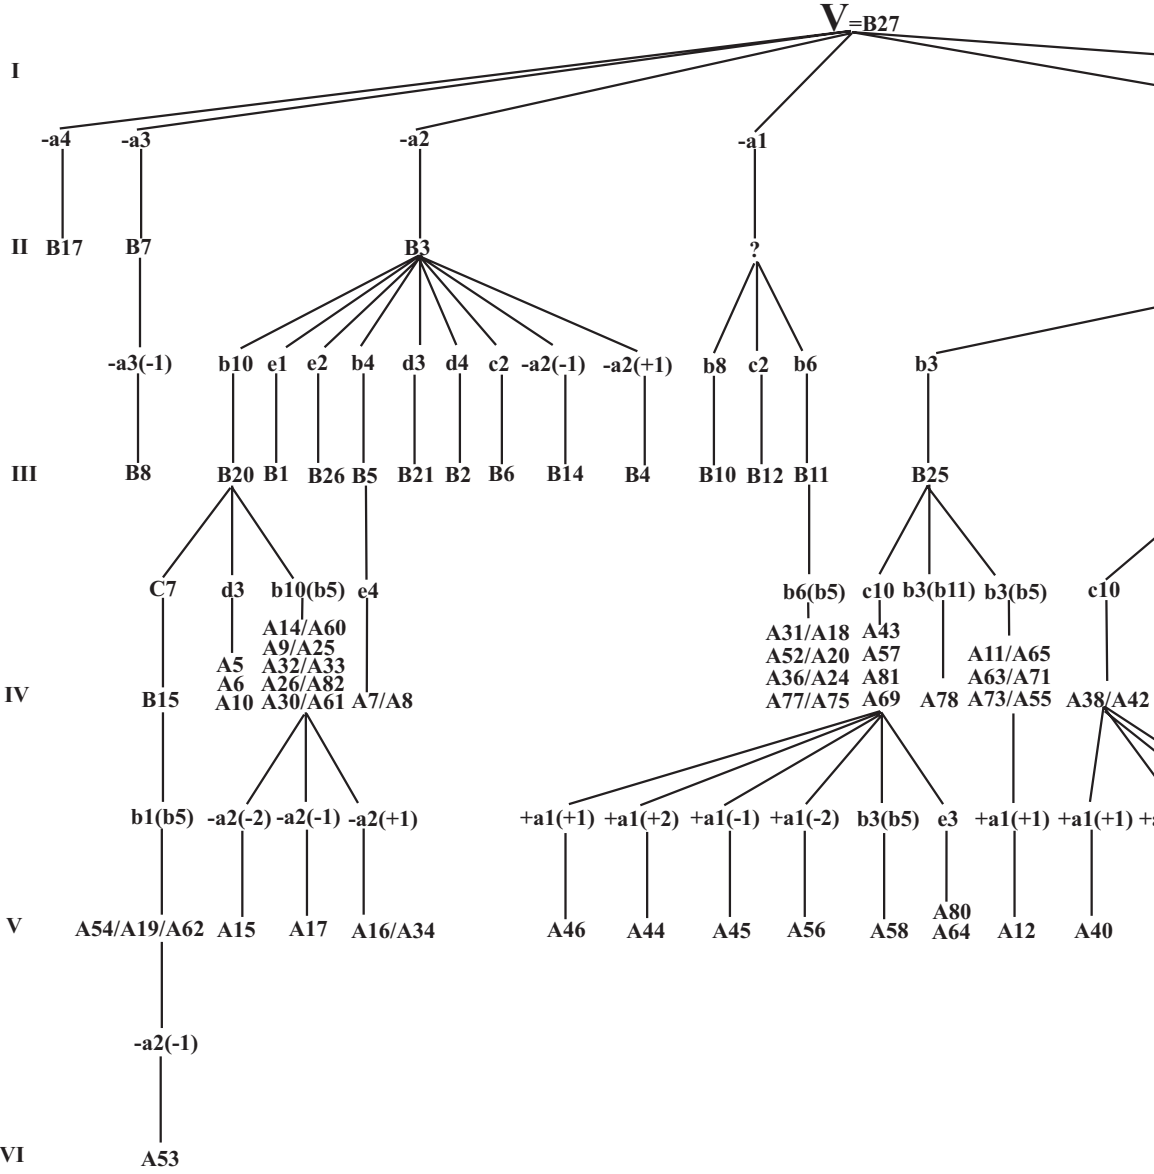 V=B27
I
-a4 -a3 -a2 -a1
II B17 B7 B3 ?
-a3(-1) b10 e1 e2 b4 d3 d4 c2 -a2(-1) -a2(+1) b8 c2 b6 b3
III B8 B20 B1 B26 B5 B21 B2 B6 B14 B4 B10 B12 B11 B25
C7 d3 b10(b5) e4 b6(b5) c10 b3(b11) b3(b5) c10
A14/A60 A31/A18 A43
A9/A25 A52/A20 A57 A11/A65
A5 A32/A33 A36/A24 A81 A63/A71
A6 A26/A82
IV B15 A10 A30/A61 A7/A8 A77/A75 A69 A78 A73/A55 A38/A42
b1(b5) -a2(-2) -a2(-1) -a2(+1) +a1(+1) +a1(+2) +a1(-1) +a1(-2) b3(b5) e3 +a1(+1) +a1(+1) +a
A80
V A54/A19/A62 A15 A17 A16/A34 A46 A44 A45 A56 A58 A64 A12 A40
-a2(-1)
VI A53